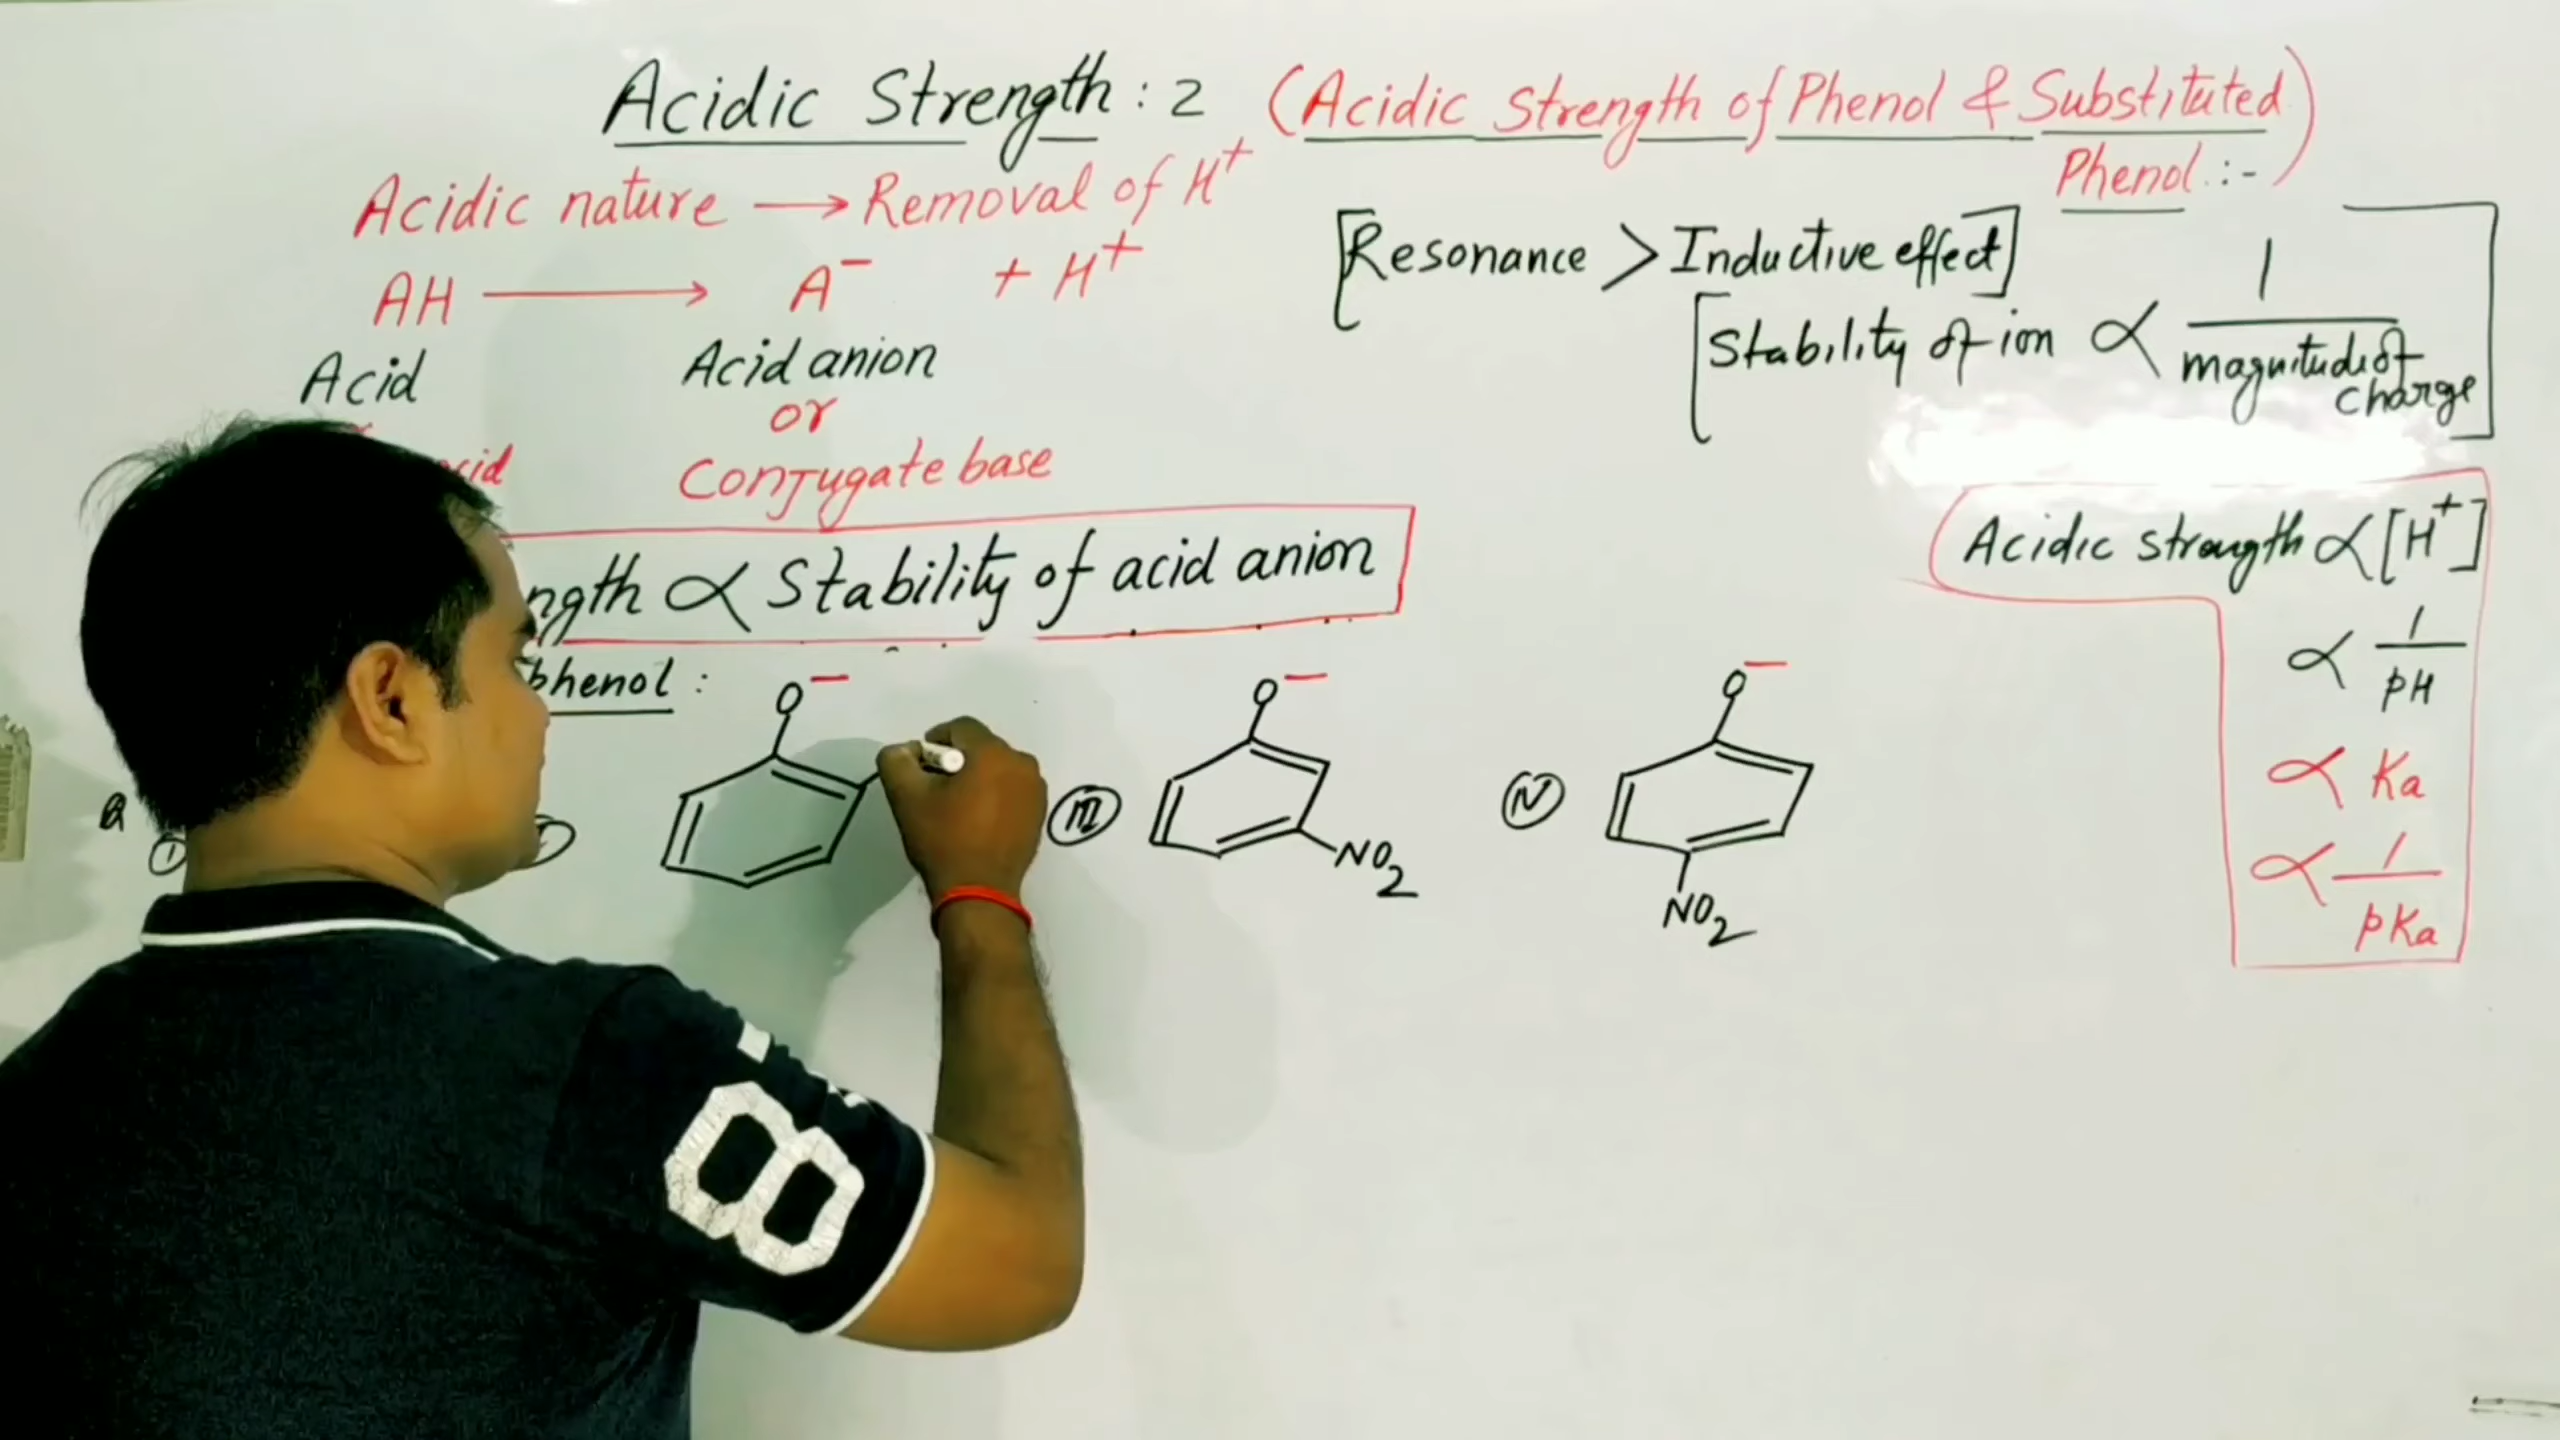 Acidic Strength : 2 (Acidic Strength of Phenol & Substituted
Phenol :-)
Acidic nature → Removal of H⁺
AH → A⁻ + H⁺
Acid
Acid anion
or
Conjugate base
[Resonance > Inductive effect]
[Stability of ion ∝ 1
magnitude of
charge]
∝ Stability of acid anion
Acidic strength ∝ [H⁺]
∝ 1
pH
∝ Ka
∝ 1
pKa
phenol :
O⁻
O⁻
O⁻
III
IV
NO₂
NO₂
8